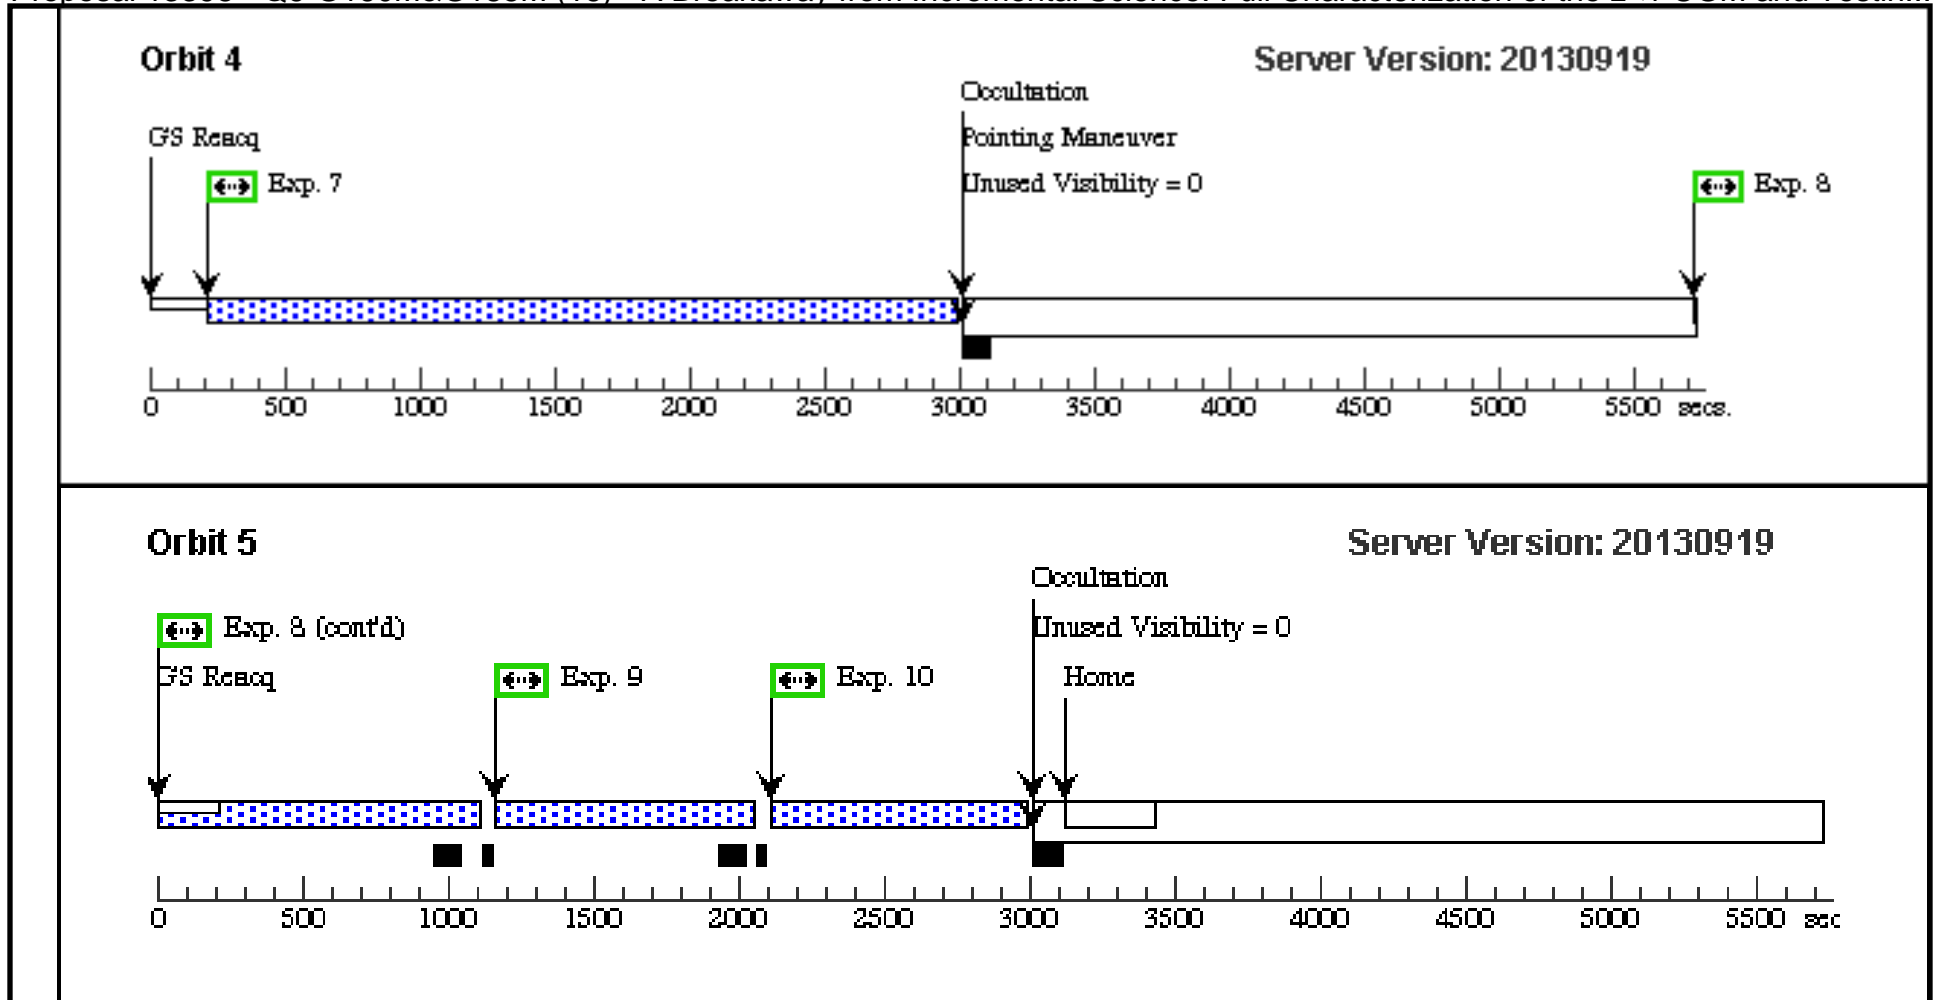 Orbit 4
Server Version: 20130919
Occultation
GS Reacq
Pointing Maneuver
Exp. 7
Unused Visibility = 0
Exp. 8
0 500 1000 1500 2000 2500 3000 3500 4000 4500 5000 5500 secs.
Orbit 5
Server Version: 20130919
Occultation
Exp. 8 (cont'd)
Unused Visibility = 0
GS Reacq
Exp. 9
Exp. 10
Home
0 500 1000 1500 2000 2500 3000 3500 4000 4500 5000 5500 sec